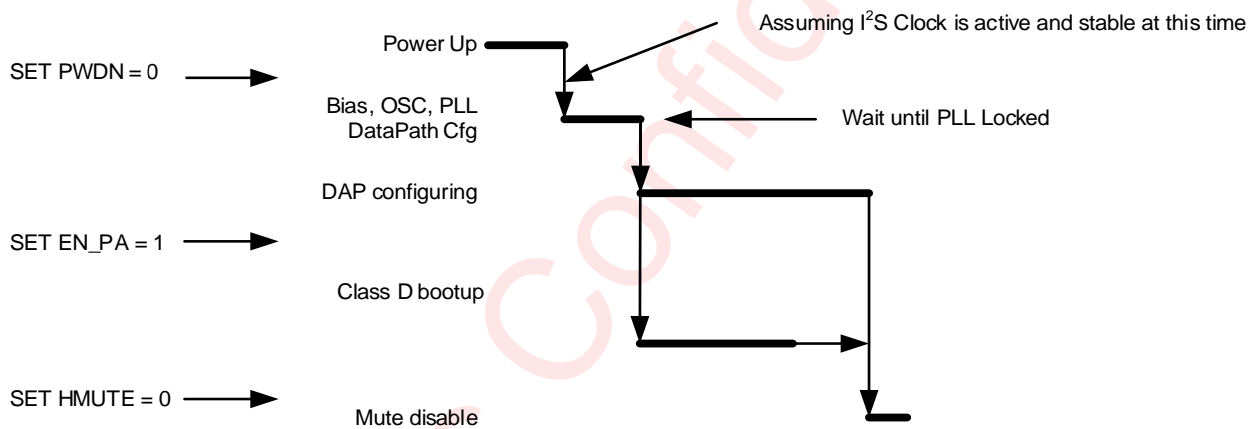 Assuming I²S Clock is active and stable at this time
Power Up
SET PWDN = 0
Bias, OSC, PLL
DataPath Cfg
Wait until PLL Locked
DAP configuring
SET EN_PA = 1
Class D bootup
SET HMUTE = 0
Mute disable